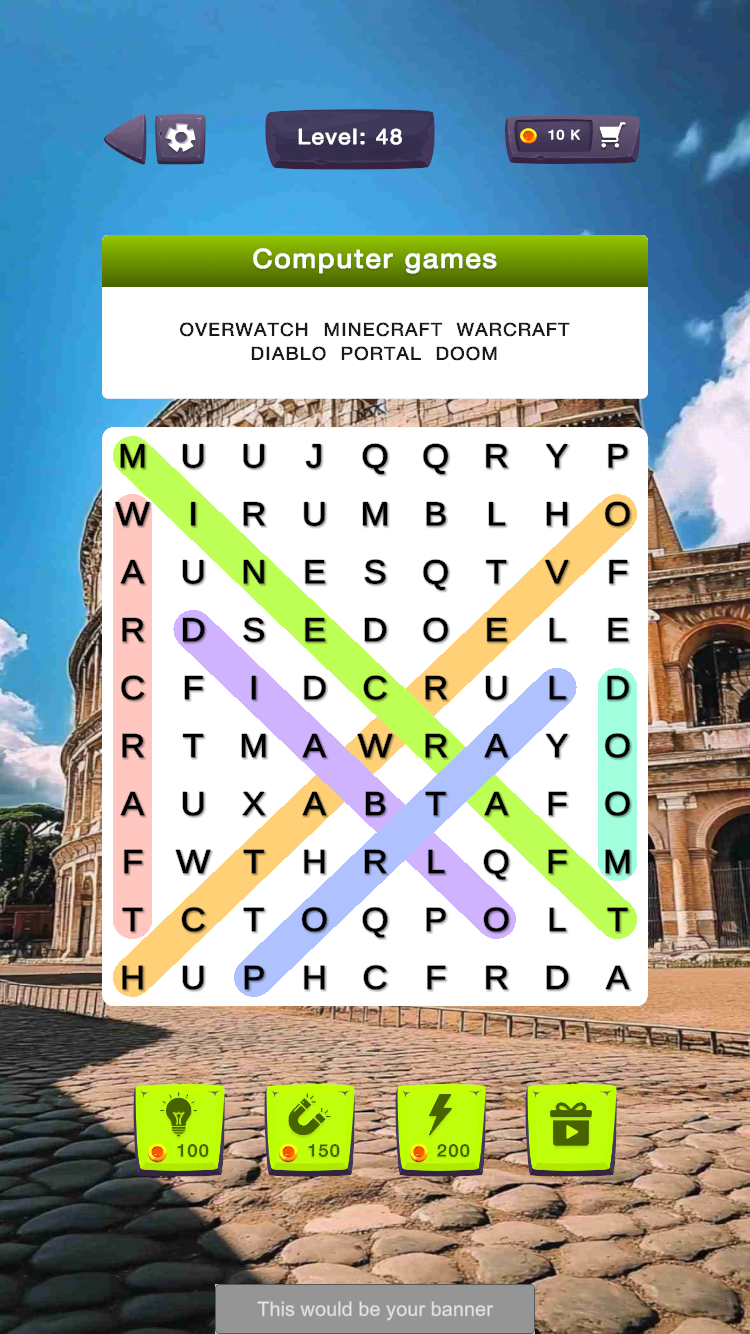 Level: 48
10 K
Computer games
OVERWATCH MINECRAFT WARCRAFT
DIABLO PORTAL DOOM
M U U J Q Q R Y P
W I R U M B L H O
A U N E S Q T V F
R D S E D O E L E
C F I D C R U L D
R T M A W R A Y O
A U X A B T A F O
F W T H R L Q F M
T C T O Q P O L T
H U P H C F R D A
100 150 200
This would be your banner